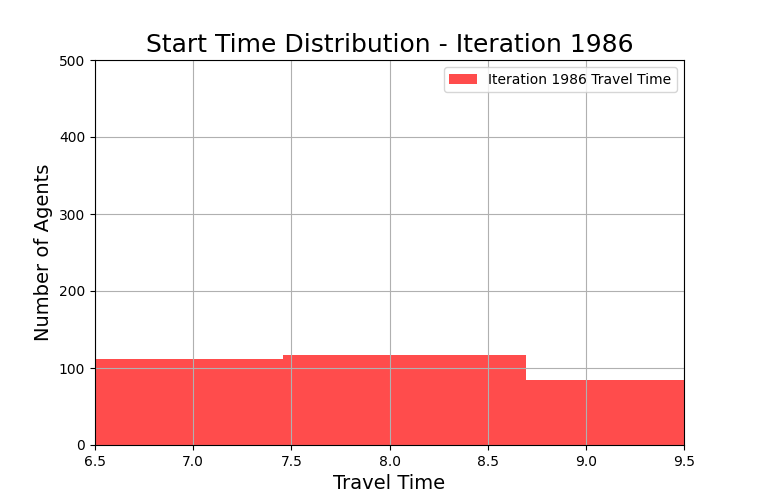 Start Time Distribution - Iteration 1986
Iteration 1986 Travel Time
Number of Agents
500
400
300
200
100
0
6.5 7.0 7.5 8.0 8.5 9.0 9.5
Travel Time